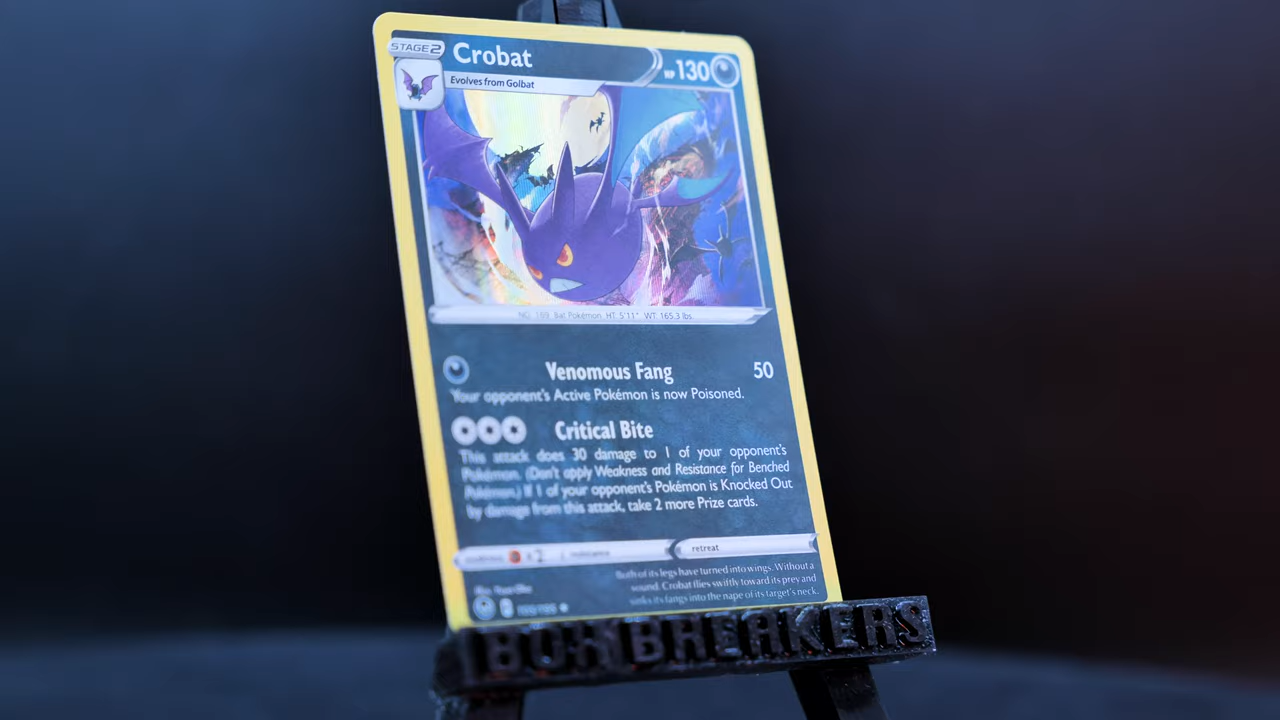 STAGE2
Crobat
HP 130
Evolves from Golbat
NO. 169 Bat Pokémon HT: 5'11" WT: 165.3 lbs.
Venomous Fang 50
Your opponent's Active Pokémon is now Poisoned.
Critical Bite
This attack does 30 damage to 1 of your opponent's
Pokémon. (Don't apply Weakness and Resistance for Benched
Pokémon.) If 1 of your opponent's Pokémon is Knocked Out
by damage from this attack, take 2 more Prize cards.
weakness ×2 resistance retreat
Both of its legs have turned into wings. Without a
sound, Crobat flies swiftly toward its prey and
sinks its fangs into the nape of its target's neck.
BOX BREAKERS